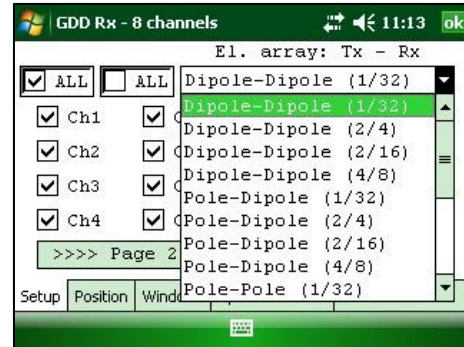 GDD Rx - 8 channels 11:13 ok
El. array: Tx - Rx
ALL ALL Dipole-Dipole (1/32)
Dipole-Dipole (1/32)
Ch1 Dipole-Dipole (2/4)
Ch2 Dipole-Dipole (2/16)
Dipole-Dipole (4/8)
Ch3 Pole-Dipole (1/32)
Ch4 Pole-Dipole (2/4)
Pole-Dipole (2/16)
>>>> Page 2 Pole-Dipole (4/8)
Setup Position Pole-Pole (1/32)